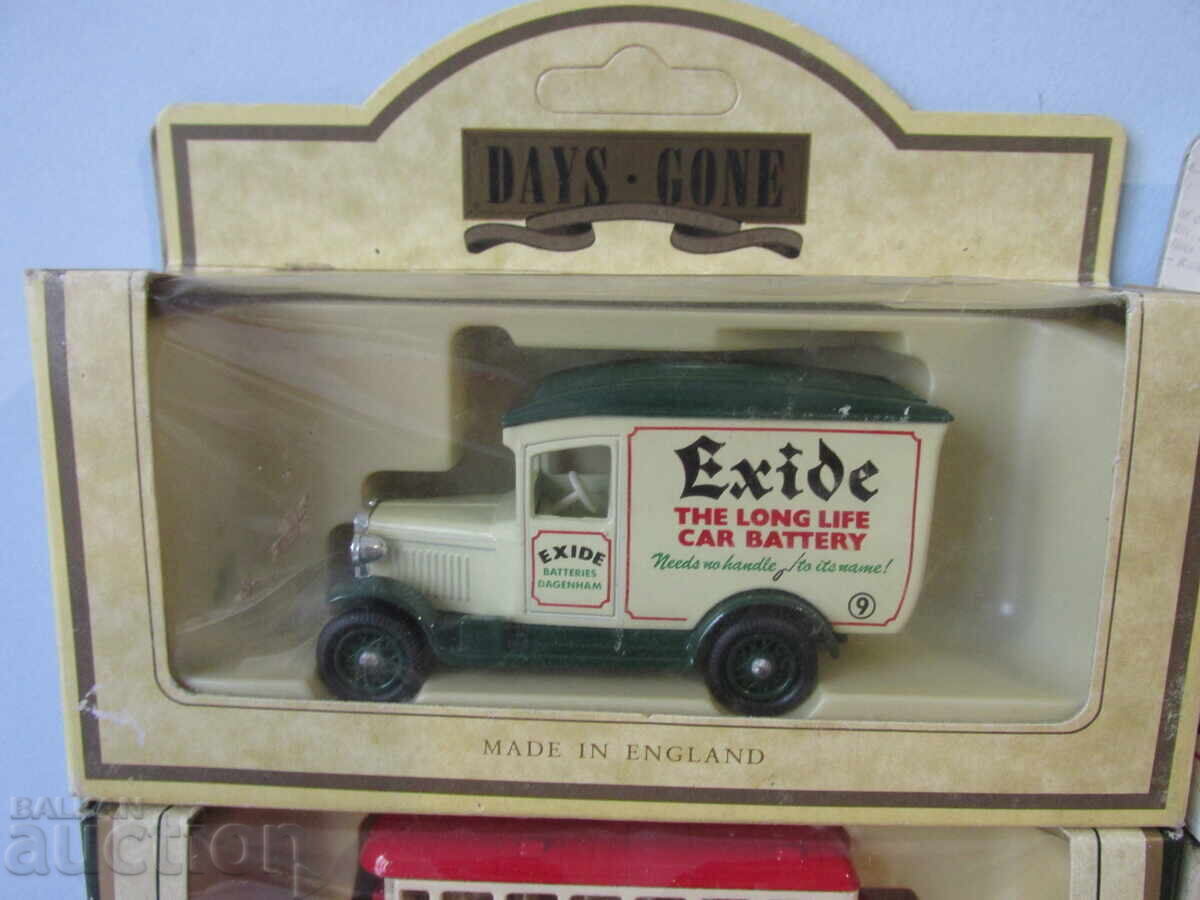 DAYS · GONE
Exide
THE LONG LIFE
CAR BATTERY
Needs no handle / to its name!
9
EXIDE
BATTERIES
DAGENHAM
MADE IN ENGLAND
BALKAN
auction